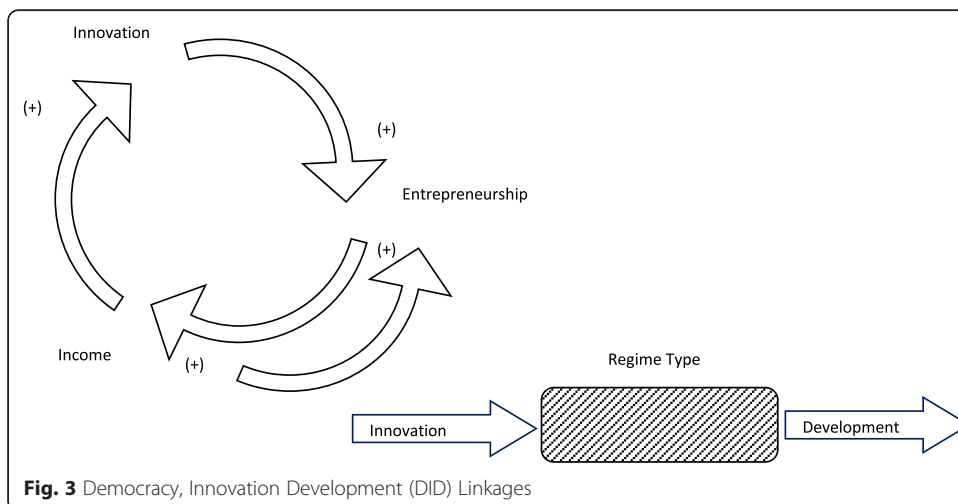 Innovation
(+)
(+)
Entrepreneurship
(+)
Income
(+)
Regime Type
Innovation
Development
Fig. 3 Democracy, Innovation Development (DID) Linkages